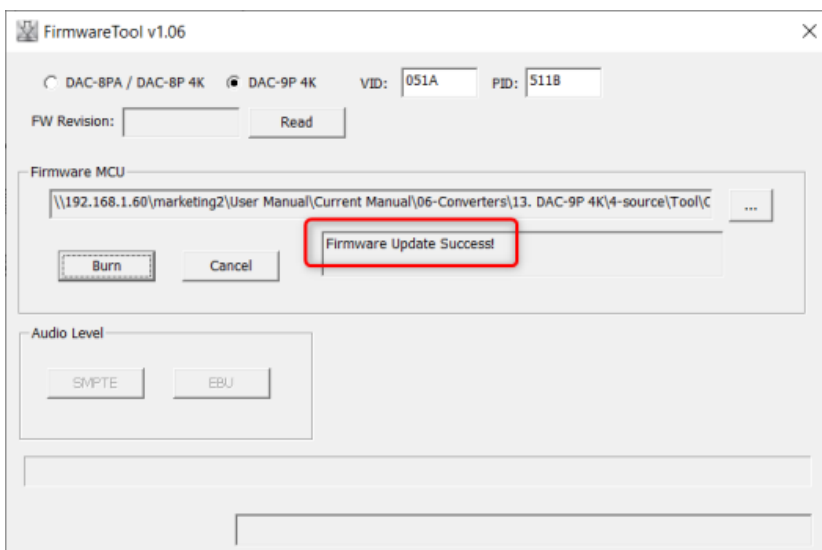 FirmwareTool v1.06
DAC-8PA / DAC-8P 4K DAC-9P 4K VID: 051A PID: 511B
FW Revision: Read
Firmware MCU
\\192.168.1.60\marketing2\User Manual\Current Manual\06-Converters\13. DAC-9P 4K\4-source\Tool\C ...
Firmware Update Success!
Burn Cancel
Audio Level
SMPTE EBU